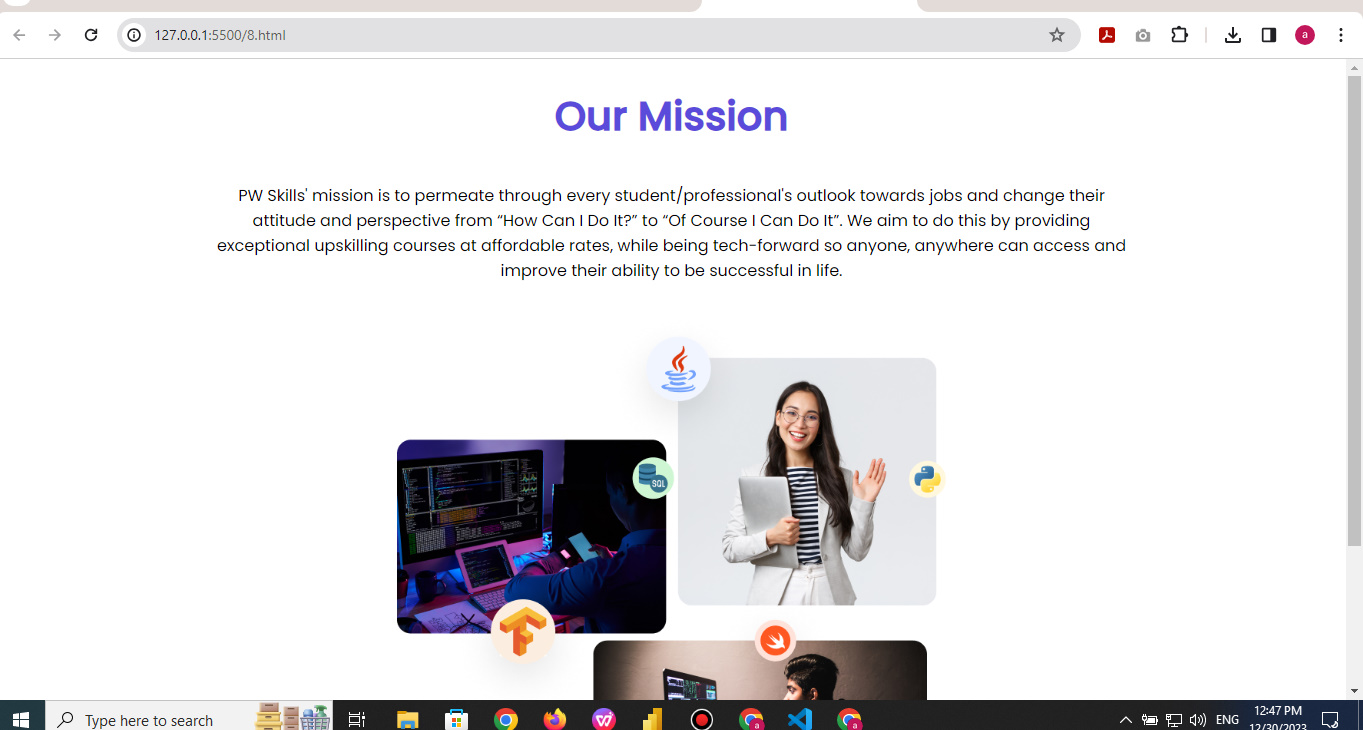 127.0.0.1:5500/8.html
a
Our Mission
PW Skills' mission is to permeate through every student/professional's outlook towards jobs and change their
attitude and perspective from “How Can I Do It?” to “Of Course I Can Do It”. We aim to do this by providing
exceptional upskilling courses at affordable rates, while being tech-forward so anyone, anywhere can access and
improve their ability to be successful in life.
SQL
Type here to search
ENG
12:47 PM
12/30/2023